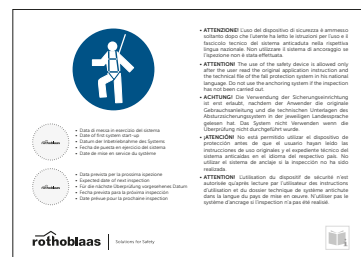 • ATTENZIONE! L'uso del dispositivo di sicurezza è ammesso
soltanto dopo che l'utente ha letto le istruzioni per l'uso e il
fascicolo tecnico del sistema anticaduta nella rispettiva
lingua nazionale. Non utilizzare il sistema di ancoraggio se
l'ispezione non è stata effettuata.
• ATTENTION! The use of the safety device is allowed only
after the user read the original application instruction and
the technical file of the fall protection system in his national
language. Do not use the anchoring system if the inspection
has not been carried out.
• ACHTUNG! Die Verwendung der Sicherungseinrichtung
ist erst erlaubt, nachdem der Anwender die originale
Gebrauchsanleitung und die technischen Unterlagen des
Absturzsicherungssystem in der jeweiligen Landessprache
gelesen hat. Das System nicht Verwenden wenn die
Überprüfung nicht durchgeführt wurde.
• ¡ATENCIÓN! No está permitido utilizar el dispositivo de
protección antes de que el usuario hayan leído las
instrucciones de uso originales y el expediente técnico del
sistema anticaídas en el idioma del respectivo país. No
utilizar el sistema de anclaje si la inspección no ha sido
realizada.
• ATTENTION! L'utilisation du dispositif de sécurité n'est
autorisée qu'après lecture par l'utilisateur des instructions
d'utilisation et du dossier technique de système antichute
dans la langue du pays de mise en œuvre. N'utiliser pas le
système d'ancrage si l'inspection n'a pas été réalisé.
rothoblaas
• Data di messa in esercizio del sistema
• Date of first system start-up
• Datum der Inbetriebnahme des Systems
• Fecha de puesta en ejercicio del sistema
• Date de mise en service du système
rothoblaas
• Data prevista per la prossima ispezione
• Expected date of next inspection
• Für die nächste Überprüfung vorgesehenes Datum
• Fecha prevista para la próxima inspección
• Date prévue pour la prochaine inspection
rothoblaas
Solutions for Safety